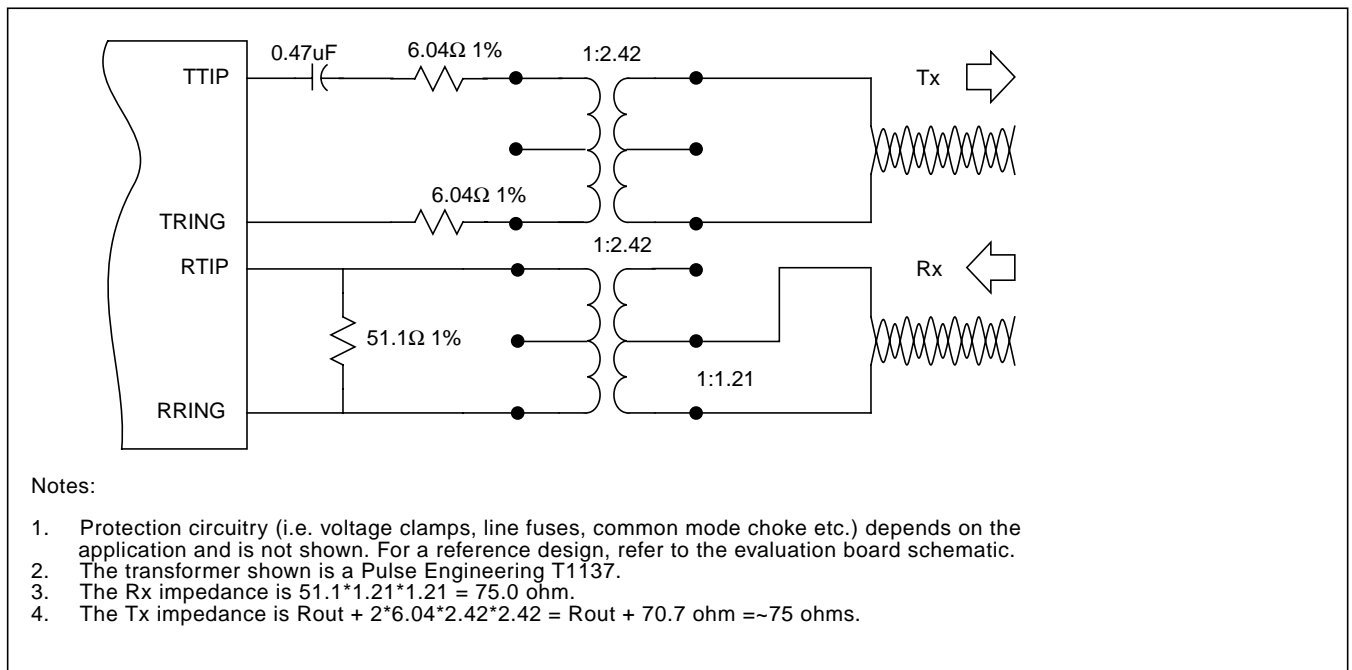 0.47uF
6.04Ω 1%
1:2.42
TTIP
Tx
6.04Ω 1%
TRING
1:2.42
RTIP
Rx
51.1Ω 1%
1:1.21
RRING
Notes:
1. Protection circuitry (i.e. voltage clamps, line fuses, common mode choke etc.) depends on the
application and is not shown. For a reference design, refer to the evaluation board schematic.
2. The transformer shown is a Pulse Engineering T1137.
3. The Rx impedance is 51.1*1.21*1.21 = 75.0 ohm.
4. The Tx impedance is Rout + 2*6.04*2.42*2.42 = Rout + 70.7 ohm =~75 ohms.